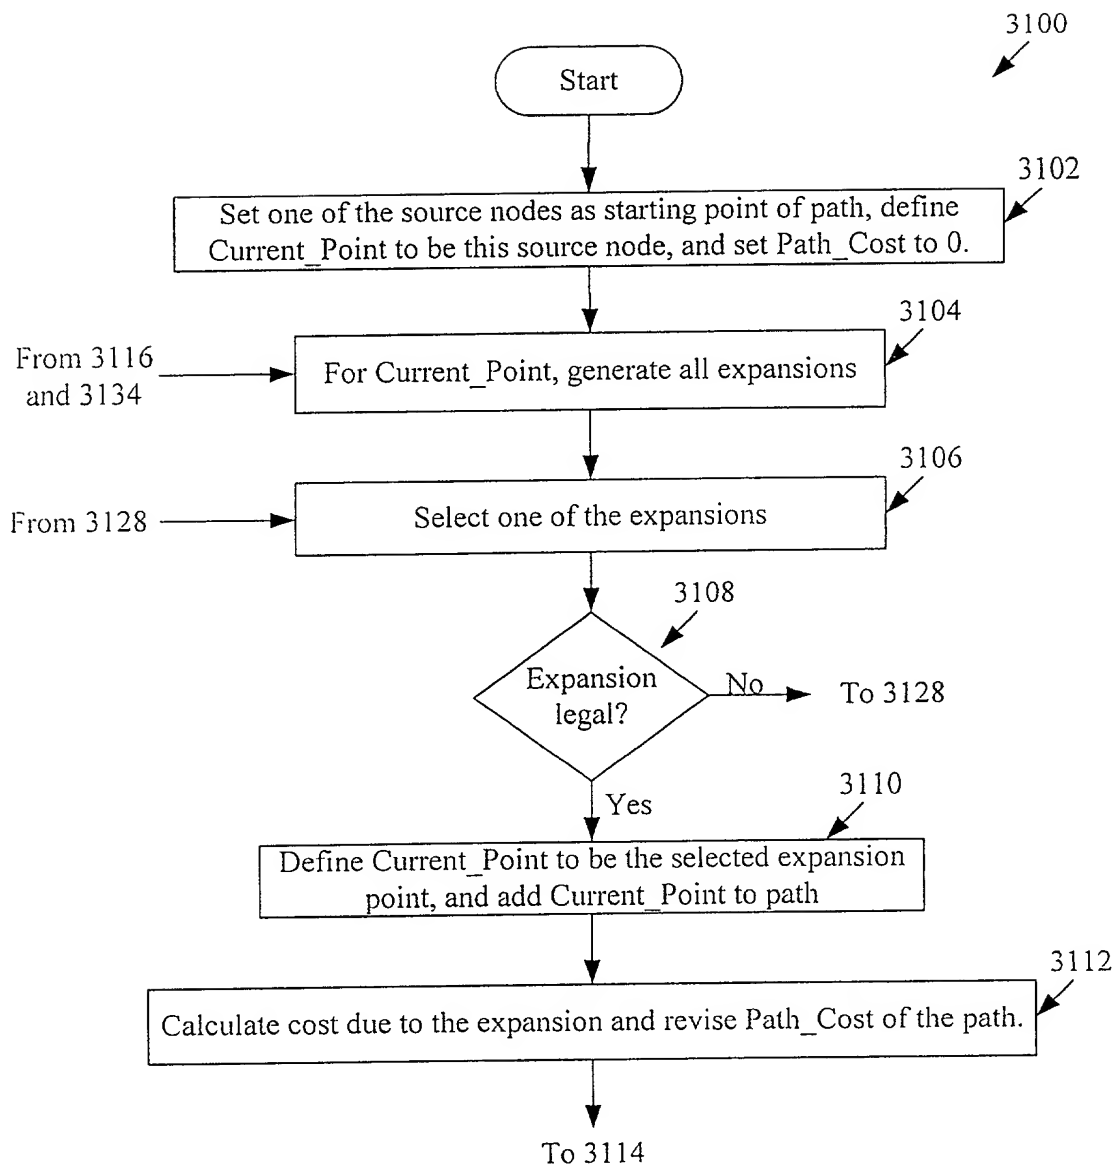 3100
Start
3102
Set one of the source nodes as starting point of path, define
Current_Point to be this source node, and set Path_Cost to 0.
3104
From 3116
and 3134
For Current_Point, generate all expansions
3106
From 3128
Select one of the expansions
3108
Expansion
legal?
No
To 3128
Yes
3110
Define Current_Point to be the selected expansion
point, and add Current_Point to path
3112
Calculate cost due to the expansion and revise Path_Cost of the path.
To 3114